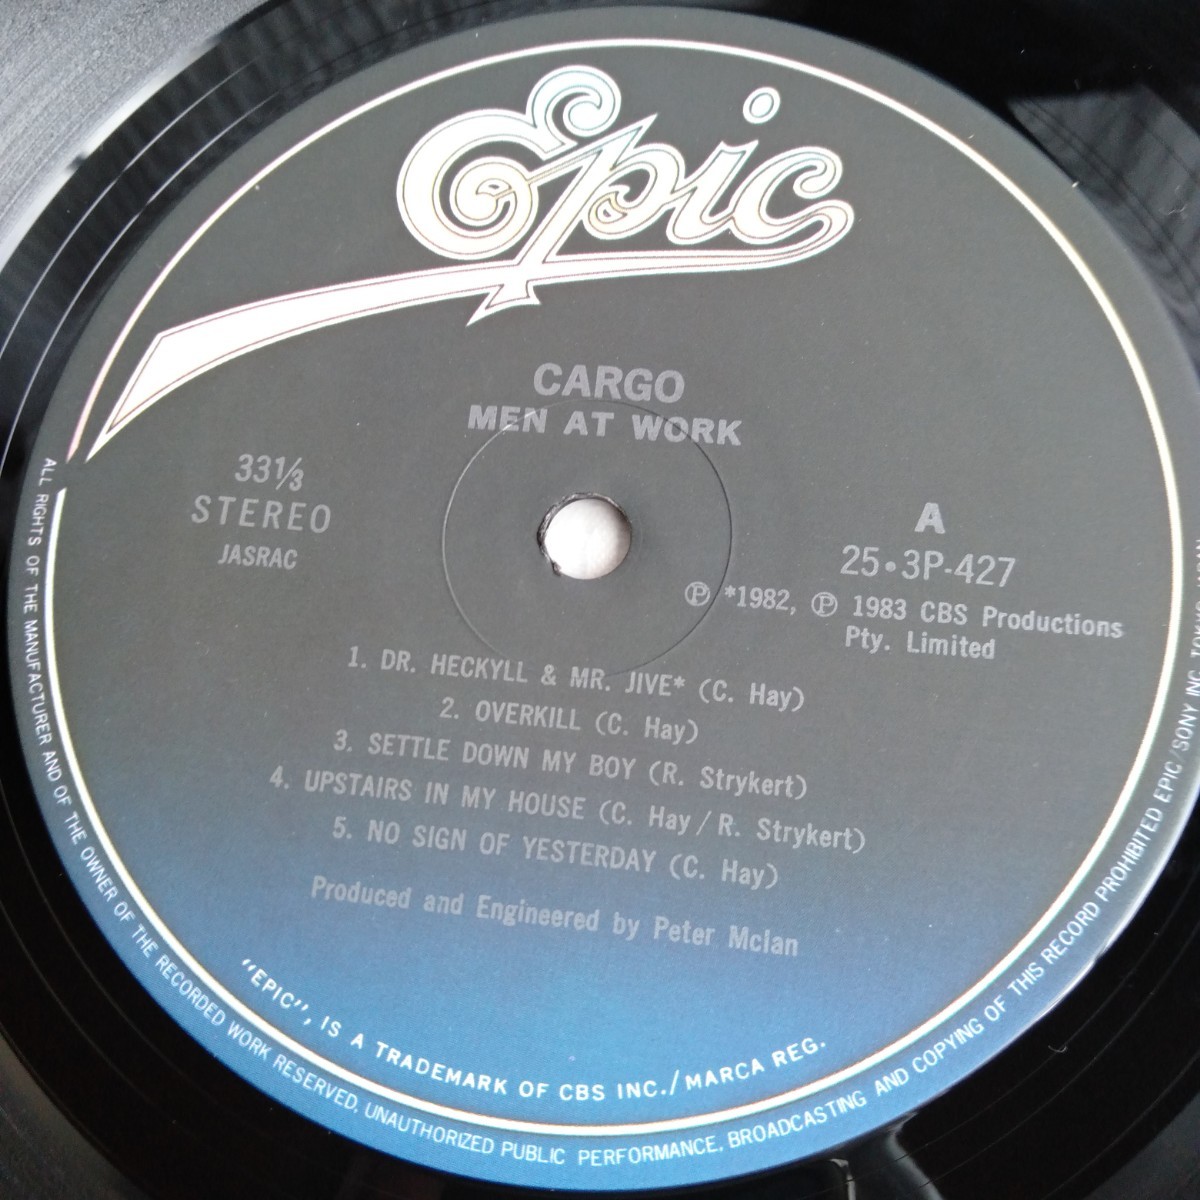 Epic
CARGO
MEN AT WORK
33⅓
STEREO
JASRAC
A
25•3P-427
℗ *1982, ℗ 1983 CBS Productions
Pty. Limited
1. DR. HECKYLL & MR. JIVE* (C. Hay)
2. OVERKILL (C. Hay)
3. SETTLE DOWN MY BOY (R. Strykert)
4. UPSTAIRS IN MY HOUSE (C. Hay / R. Strykert)
5. NO SIGN OF YESTERDAY (C. Hay)
Produced and Engineered by Peter McIan
"EPIC", IS A TRADEMARK OF CBS INC./MARCA REG.
ALL RIGHTS OF THE MANUFACTURER AND OF THE OWNER OF THE RECORDED WORK RESERVED, UNAUTHORIZED PUBLIC PERFORMANCE, BROADCASTING AND COPYING OF THIS RECORD PROHIBITED EPIC/SONY INC.